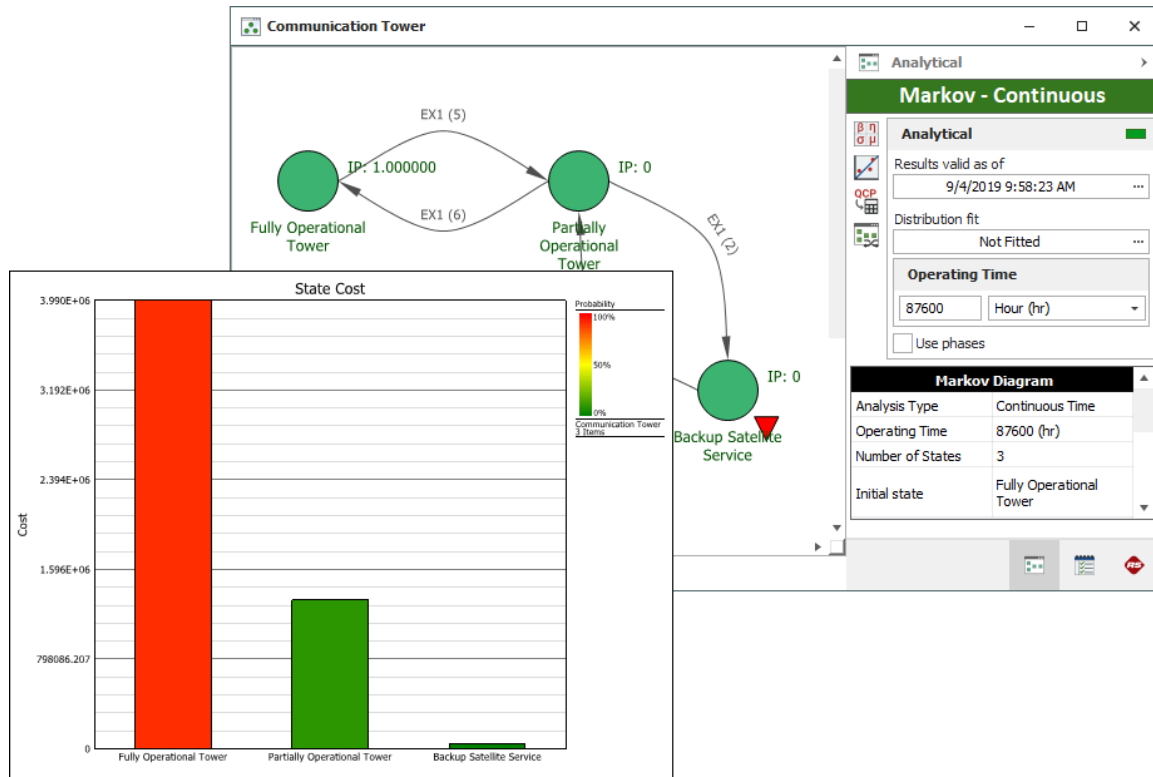 Communication Tower
EX1 (5)
IP: 1.000000
IP: 0
EX1 (6)
Fully Operational
Tower
Partially
Operational
Tower
EX1 (2)
IP: 0
Backup Satellite
Service
Analytical
Markov - Continuous
β η
σ μ
QCP
Analytical
Results valid as of
9/4/2019 9:58:23 AM
...
Distribution fit
Not Fitted
...
Operating Time
87600
Hour (hr)
Use phases
Markov Diagram
Analysis Type
Continuous Time
Operating Time
87600 (hr)
Number of States
3
Initial state
Fully Operational
Tower
RS
State Cost
Cost
3.990E+06
3.192E+06
2.394E+06
1.596E+06
798086.207
0
Fully Operational Tower
Partially Operational Tower
Backup Satellite Service
Probability
100%
50%
0%
Communication Tower
3 Items